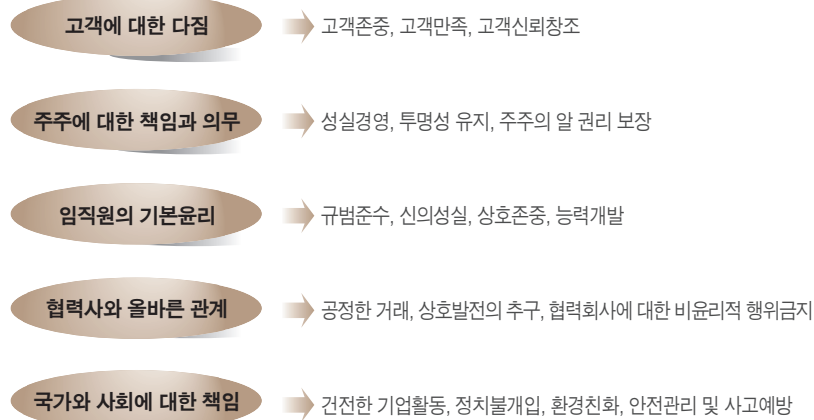 고객에 대한 다짐
고객존중, 고객만족, 고객신뢰창조
주주에 대한 책임과 의무
성실경영, 투명성 유지, 주주의 알 권리 보장
임직원의 기본윤리
규범준수, 신의성실, 상호존중, 능력개발
협력사와 올바른 관계
공정한 거래, 상호발전의 추구, 협력회사에 대한 비윤리적 행위금지
국가와 사회에 대한 책임
건전한 기업활동, 정치불개입, 환경친화, 안전관리 및 사고예방